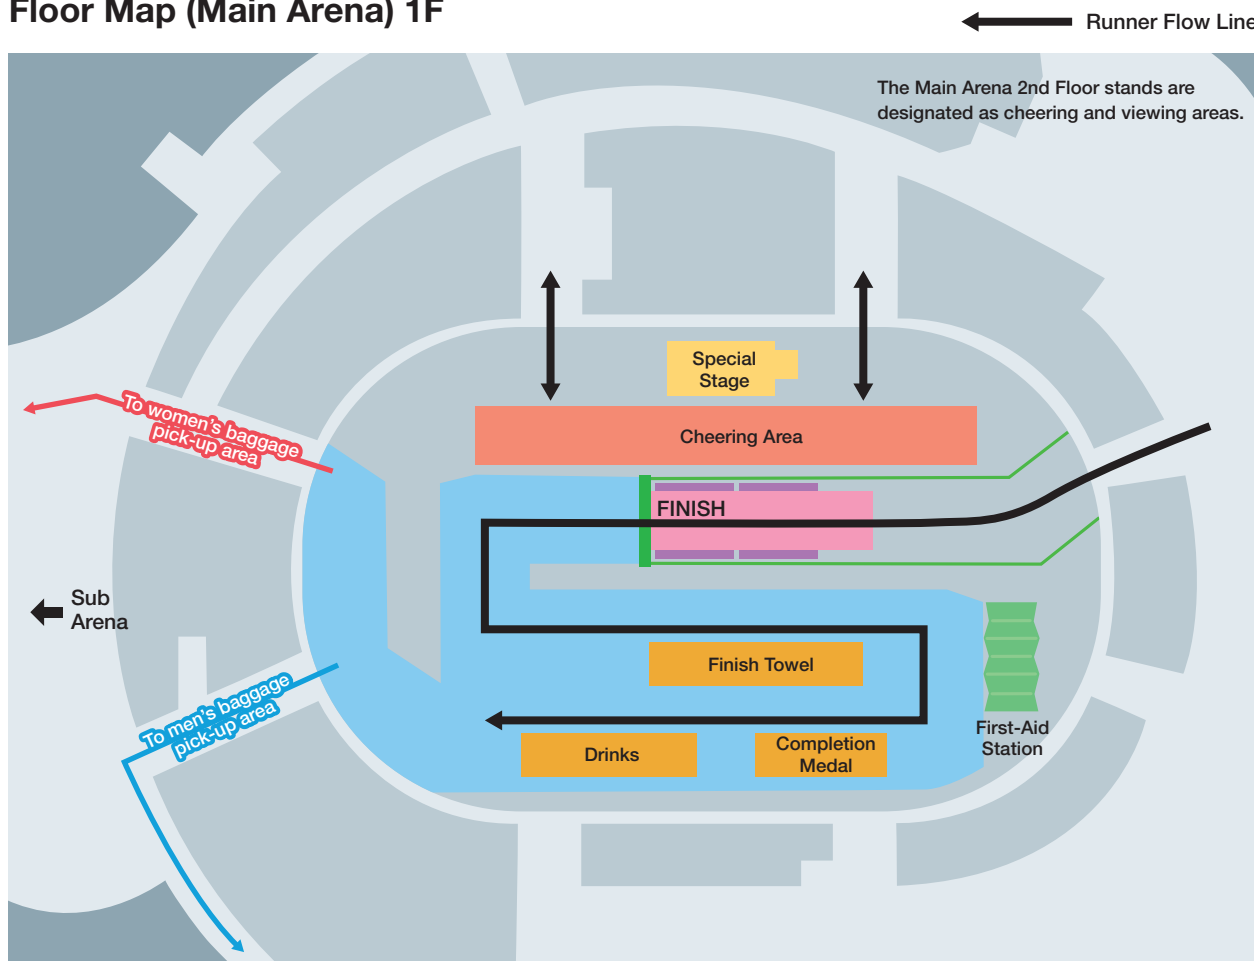 Floor Map (Main Arena) 1F
Runner Flow Line
The Main Arena 2nd Floor stands are
designated as cheering and viewing areas.
Special
Stage
To women's baggage
pick-up area
Cheering Area
FINISH
Sub
Arena
Finish Towel
To men's baggage
pick-up area
First-Aid
Station
Drinks
Completion
Medal